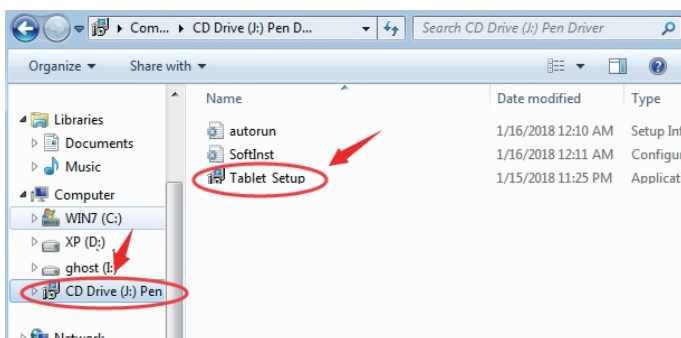 Com... CD Drive (J:) Pen D... Search CD Drive (J:) Pen Driver
Organize Share with
Name Date modified Type
Libraries
Documents
Music
Computer
WIN7 (C:)
XP (D:)
ghost (I:
CD Drive (J:) Pen
Network
autorun 1/16/2018 12:10 AM Setup Inf
SoftInst 1/16/2018 12:11 AM Configu
Tablet Setup 1/15/2018 11:25 PM Applicat